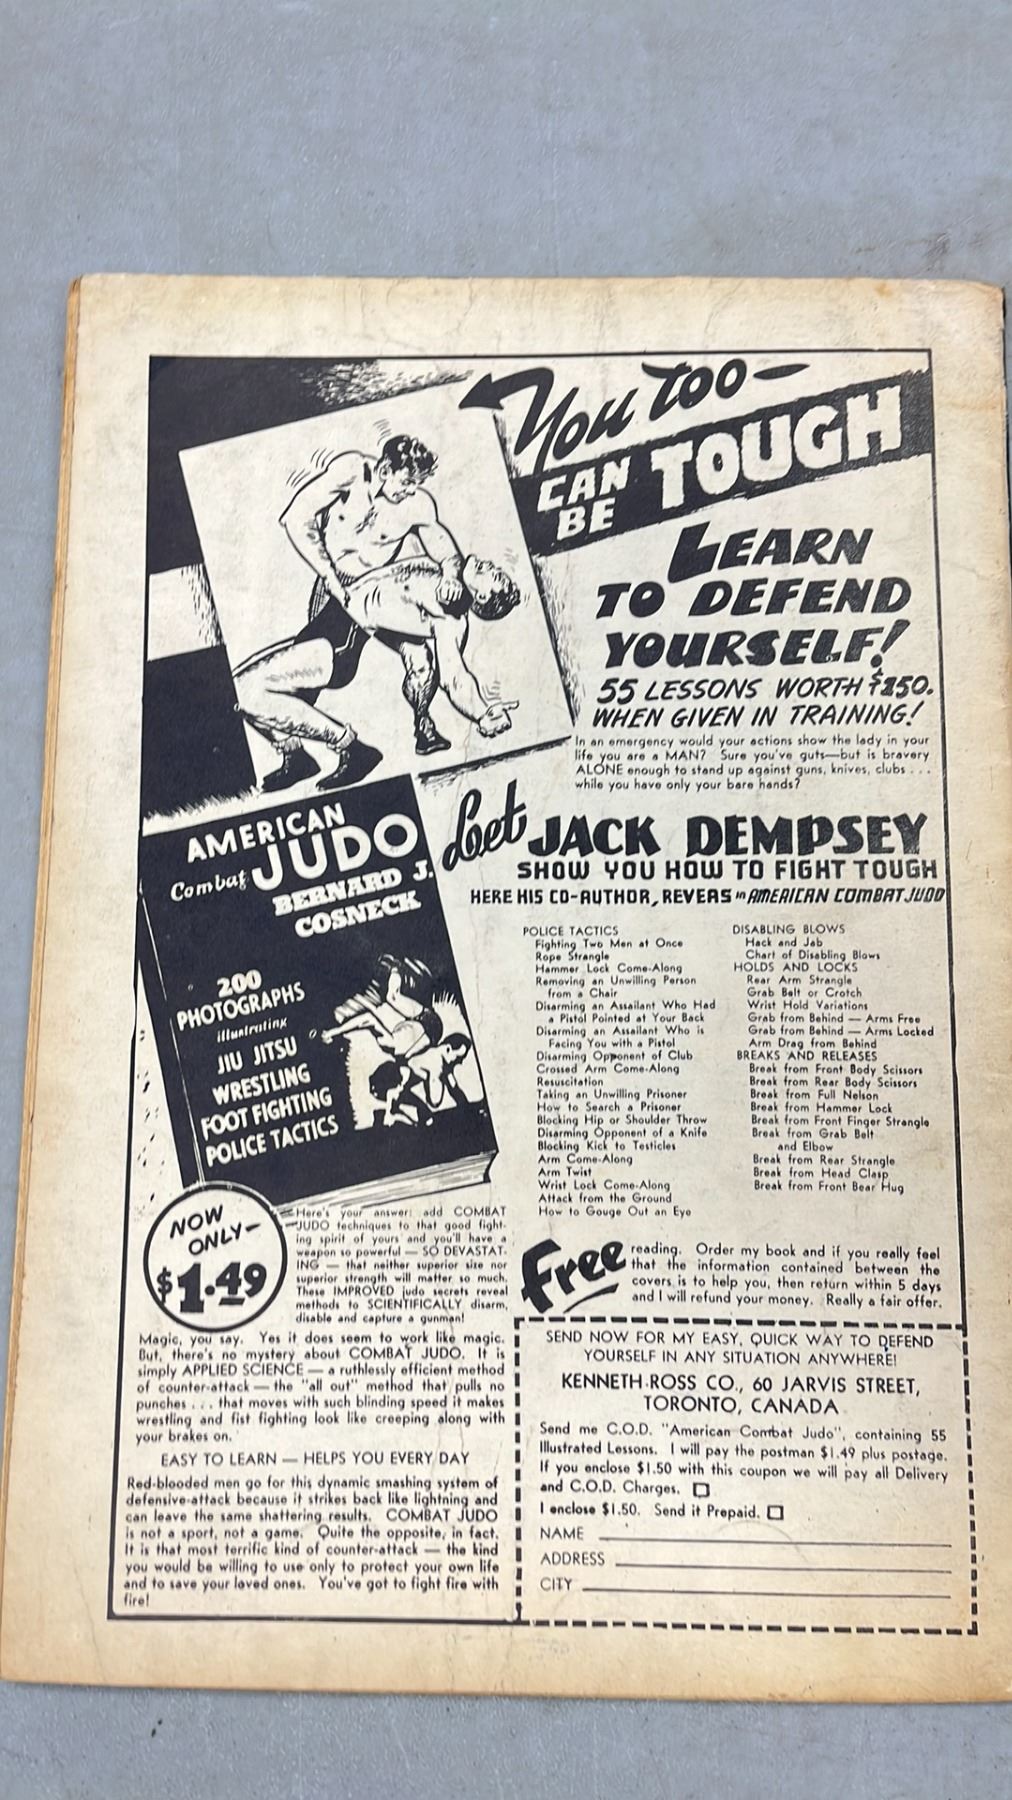 You too—
CAN BE TOUGH
LEARN
TO DEFEND
YOURSELF!
55 LESSONS WORTH $250.
WHEN GIVEN IN TRAINING!
In an emergency would your actions show the lady in your
life you are a MAN? Sure you've guts—but is bravery
ALONE enough to stand up against guns, knives, clubs . . .
while you have only your bare hands?
AMERICAN
Combat JUDO
BERNARD J.
COSNECK
200
PHOTOGRAPHS
illustrating
JIU JITSU
WRESTLING
FOOT FIGHTING
POLICE TACTICS
Let JACK DEMPSEY
SHOW YOU HOW TO FIGHT TOUGH
HERE HIS CO-AUTHOR, REVEAS in AMERICAN COMBAT JUDO
POLICE TACTICS
Fighting Two Men at Once
Rope Strangle
Hammer Lock Come-Along
Removing an Unwilling Person
from a Chair
Disarming an Assailant Who Had
a Pistol Pointed at Your Back
Disarming an Assailant Who is
Facing You with a Pistol
Disarming Opponent of Club
Crossed Arm Come-Along
Resuscitation
Taking an Unwilling Prisoner
How to Search a Prisoner
Blocking Hip or Shoulder Throw
Disarming Opponent of a Knife
Blocking Kick to Testicles
Arm Come-Along
Arm Twist
Wrist Lock Come-Along
Attack from the Ground
How to Gouge Out an Eye
DISABLING BLOWS
Hack and Jab
Chart of Disabling Blows
HOLDS AND LOCKS
Rear Arm Strangle
Grab Belt or Crotch
Wrist Hold Variations
Grab from Behind — Arms Free
Grab from Behind — Arms Locked
Arm Drag from Behind
BREAKS AND RELEASES
Break from Front Body Scissors
Break from Rear Body Scissors
Break from Full Nelson
Break from Hammer Lock
Break from Front Finger Strangle
Break from Grab Belt
and Elbow
Break from Rear Strangle
Break from Head Clasp
Break from Front Bear Hug
NOW
ONLY—
$1.49
Here's your answer: add COMBAT
JUDO techniques to that good fight-
ing spirit of yours and you'll have a
weapon so powerful — SO DEVASTAT-
ING — that neither superior size nor
superior strength will matter so much.
These IMPROVED judo secrets reveal
methods to SCIENTIFICALLY disarm,
disable and capture a gunman!
Magic, you say. Yes it does seem to work like magic.
But, there's no mystery about COMBAT JUDO. It is
simply APPLIED SCIENCE — a ruthlessly efficient method
of counter-attack — the "all out" method that pulls no
punches . . . that moves with such blinding speed it makes
wrestling and fist fighting look like creeping along with
your brakes on.
EASY TO LEARN — HELPS YOU EVERY DAY
Red-blooded men go for this dynamic smashing system of
defensive-attack because it strikes back like lightning and
can leave the same shattering results. COMBAT JUDO
is not a sport, not a game. Quite the opposite, in fact.
It is that most terrific kind of counter-attack — the kind
you would be willing to use only to protect your own life
and to save your loved ones. You've got to fight fire with
fire!
Free reading. Order my book and if you really feel
that the information contained between the
covers is to help you, then return within 5 days
and I will refund your money. Really a fair offer.
SEND NOW FOR MY EASY, QUICK WAY TO DEFEND
YOURSELF IN ANY SITUATION ANYWHERE!
KENNETH ROSS CO., 60 JARVIS STREET,
TORONTO, CANADA
Send me C.O.D. "American Combat Judo", containing 55
Illustrated Lessons. I will pay the postman $1.49 plus postage.
If you enclose $1.50 with this coupon we will pay all Delivery
and C.O.D. Charges.
I enclose $1.50. Send it Prepaid.
NAME
ADDRESS
CITY